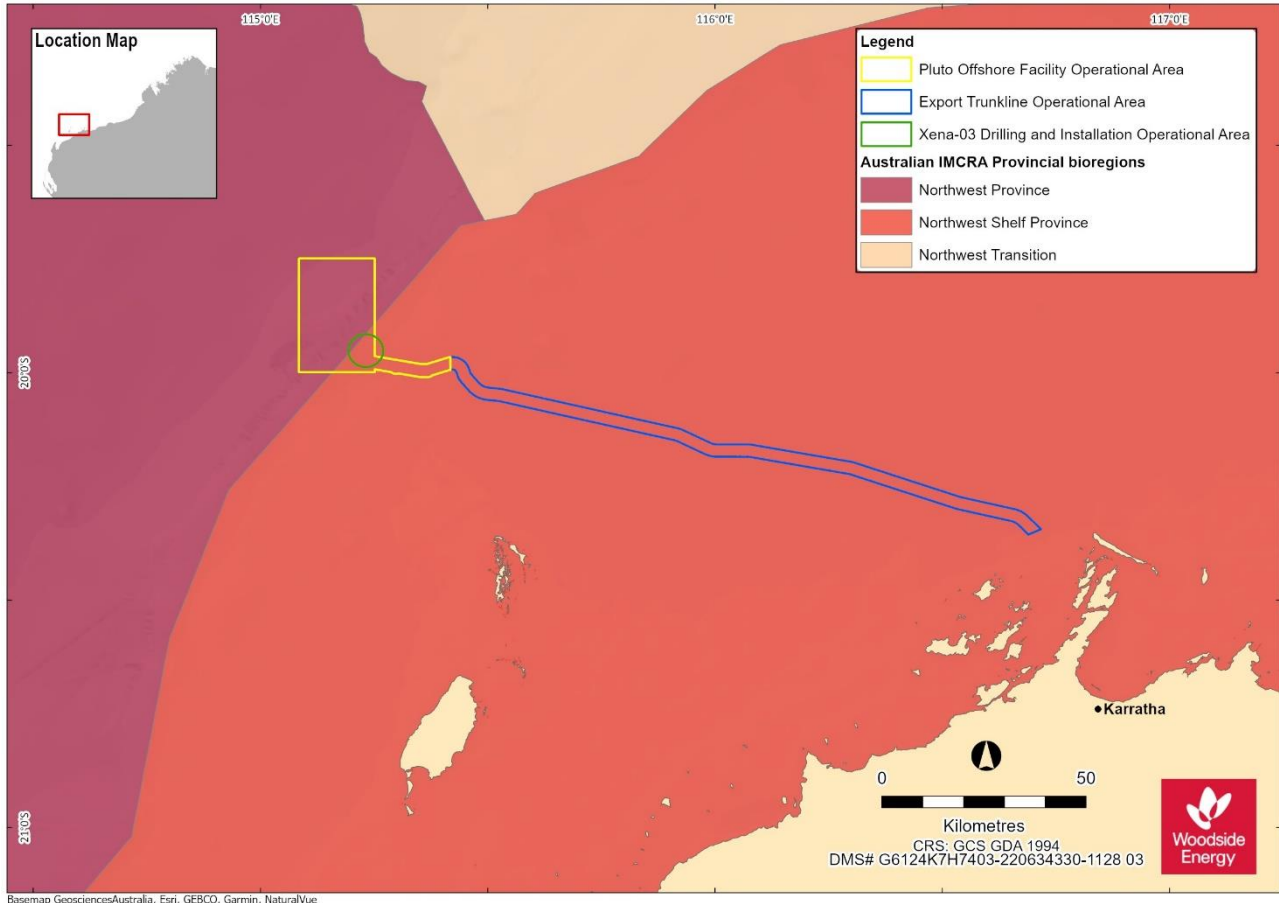 115°0'E
116°0'E
117°0'E
Location Map
Legend
Pluto Offshore Facility Operational Area
Export Trunkline Operational Area
Xena-03 Drilling and Installation Operational Area
Australian IMCRA Provincial bioregions
Northwest Province
Northwest Shelf Province
Northwest Transition
20°0'S
Karratha
0
50
Kilometres
CRS: GCS GDA 1994
DMS# G6124K7H7403-220634330-1128 03
Woodside
Energy
21°0'S
Basemap GeosciencesAustralia, Esri, GEBCO, Garmin, NaturalVue